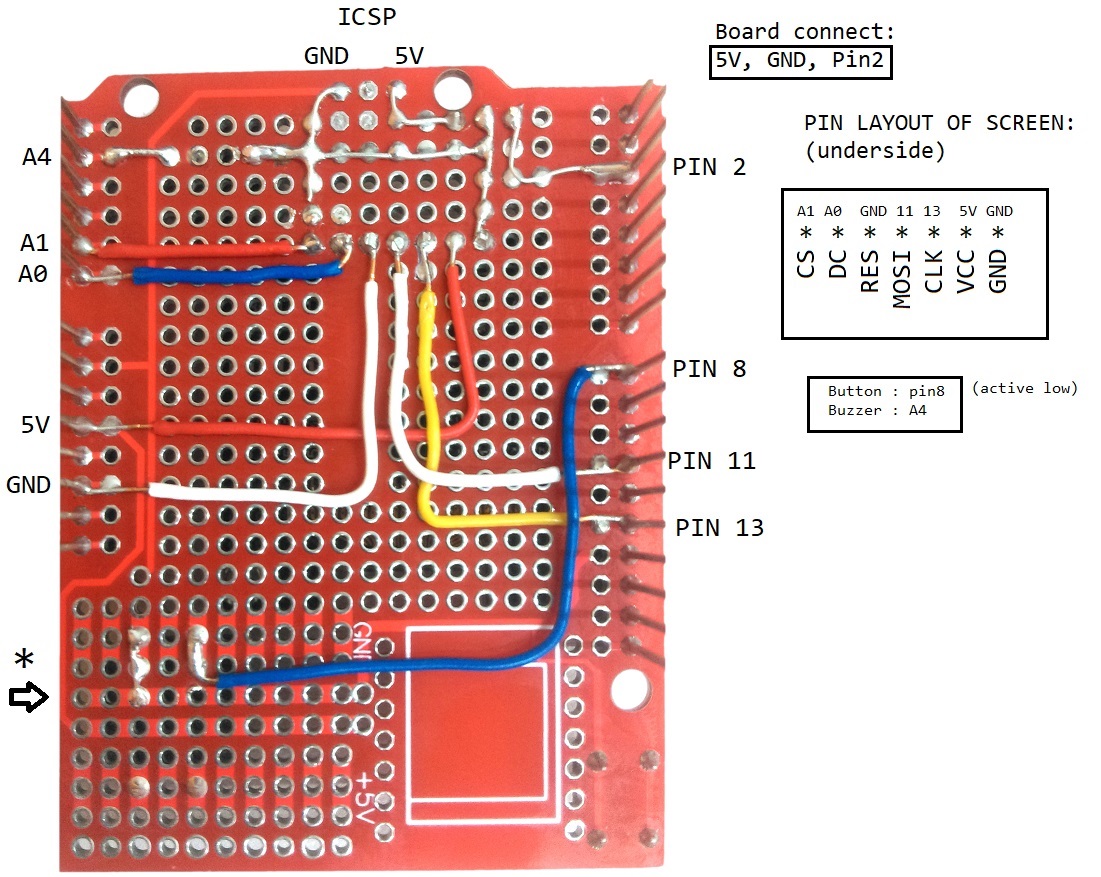 ICSP
GND 5V
Board connect:
5V, GND, Pin2
PIN LAYOUT OF SCREEN:
(underside)
A4
PIN 2
A1 A0 GND 11 13 5V GND
* * * * * * *
CS DC RES MOSI CLK VCC GND
A1
A0
PIN 8
Button : pin8 (active low)
Buzzer : A4
5V
PIN 11
GND
PIN 13
GND
*
+5V